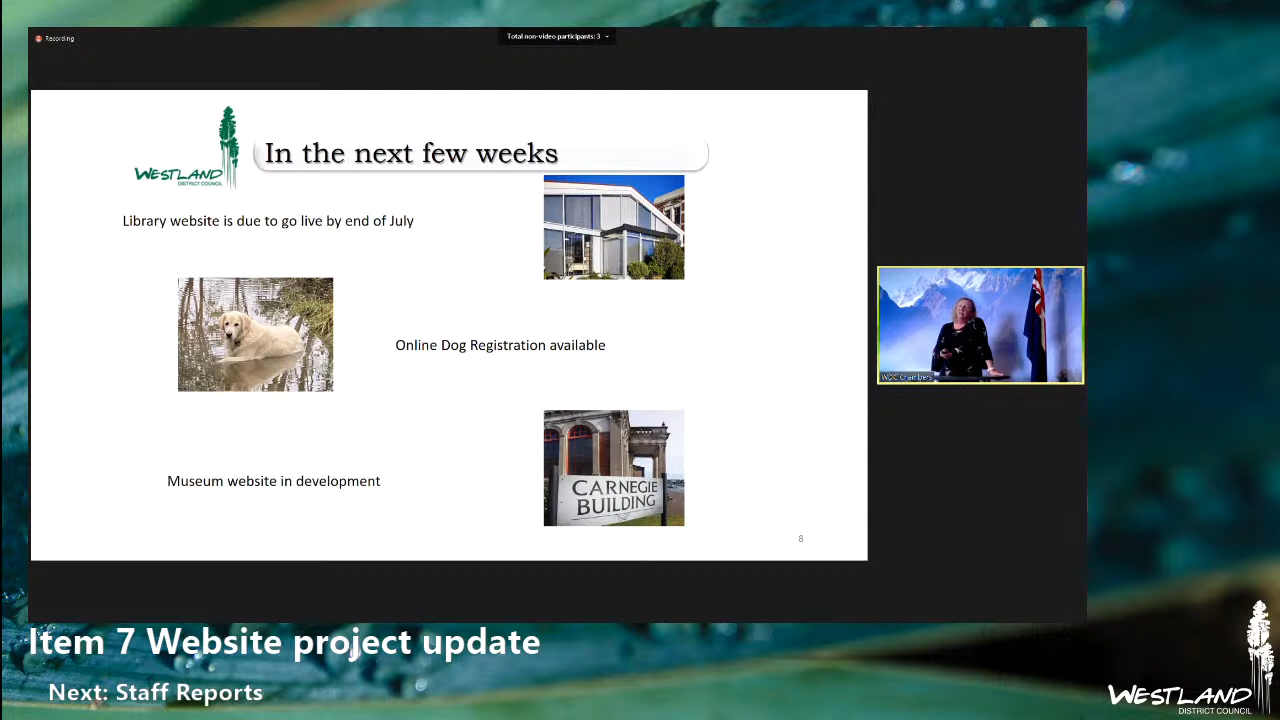 Recording
Total non-video participants: 3
WESTLAND
DISTRICT COUNCIL
In the next few weeks
Library website is due to go live by end of July
Online Dog Registration available
WDC chambers
Museum website in development
CARNEGIE
BUILDING
8
Item 7 Website project update
Next: Staff Reports
WESTLAND
DISTRICT COUNCIL